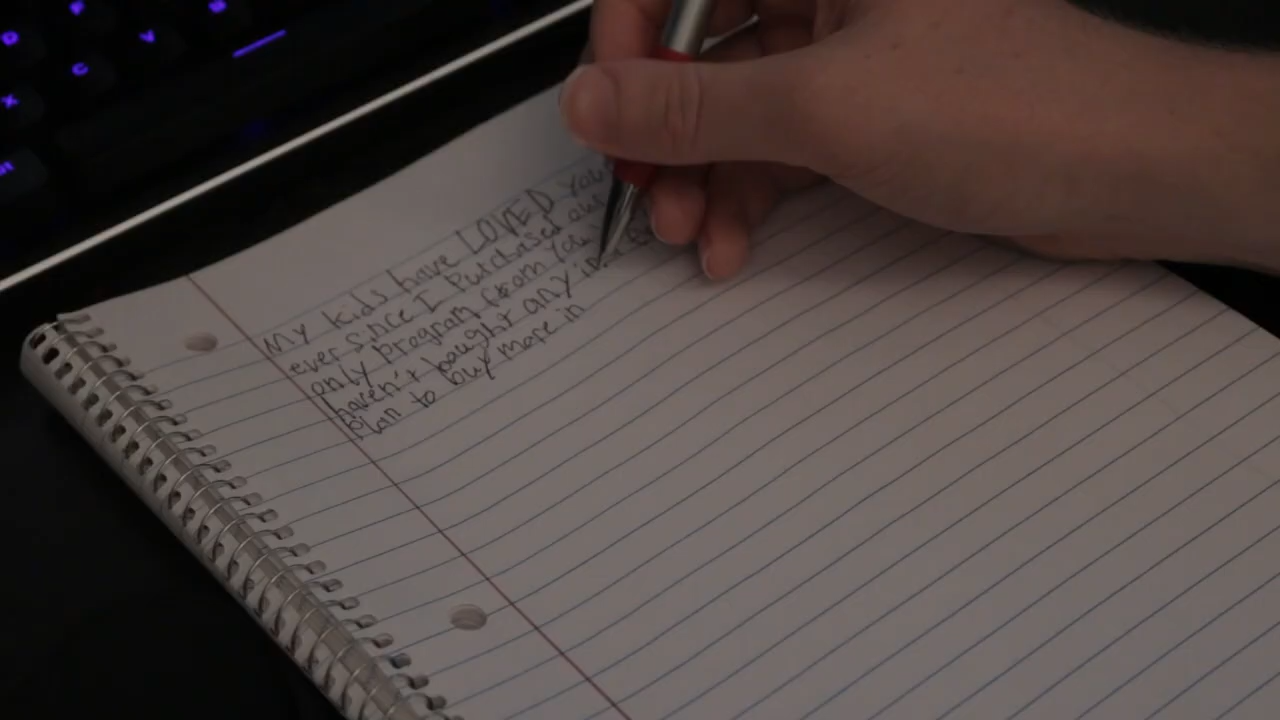 My kids have LOVED You
ever since I Purchased our
only program from You. I
haven't bought any in
plan to buy more in